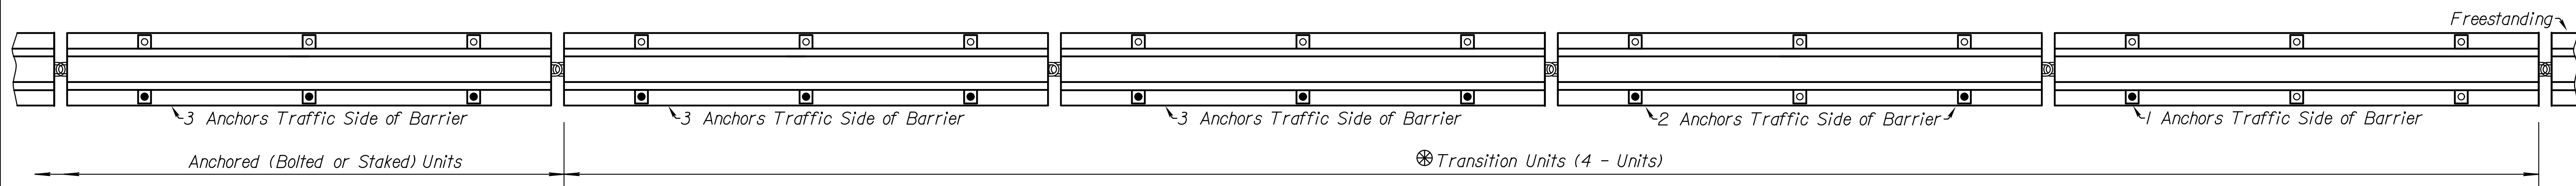 Freestanding
3 Anchors Traffic Side of Barrier
3 Anchors Traffic Side of Barrier
3 Anchors Traffic Side of Barrier
2 Anchors Traffic Side of Barrier
1 Anchors Traffic Side of Barrier
Anchored (Bolted or Staked) Units
Transition Units (4 - Units)